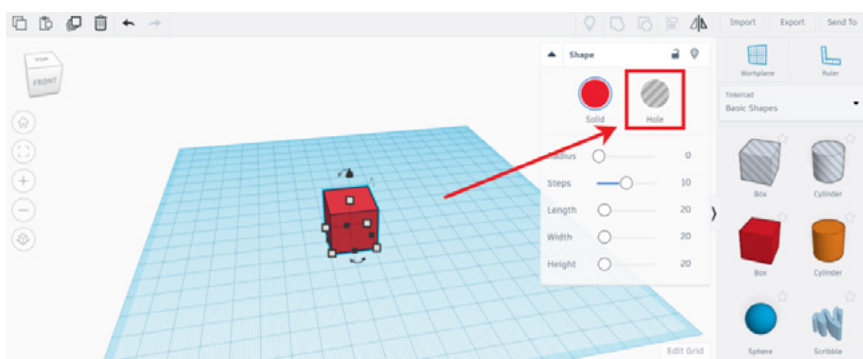 Import Export Send To
TOP
FRONT
Shape
Solid Hole
Radius 0
Steps 10
Length 20
Width 20
Height 20
Edit Grid
Workplane Ruler
Tinkercad
Basic Shapes
Box Cylinder
Box Cylinder
Sphere Scribble